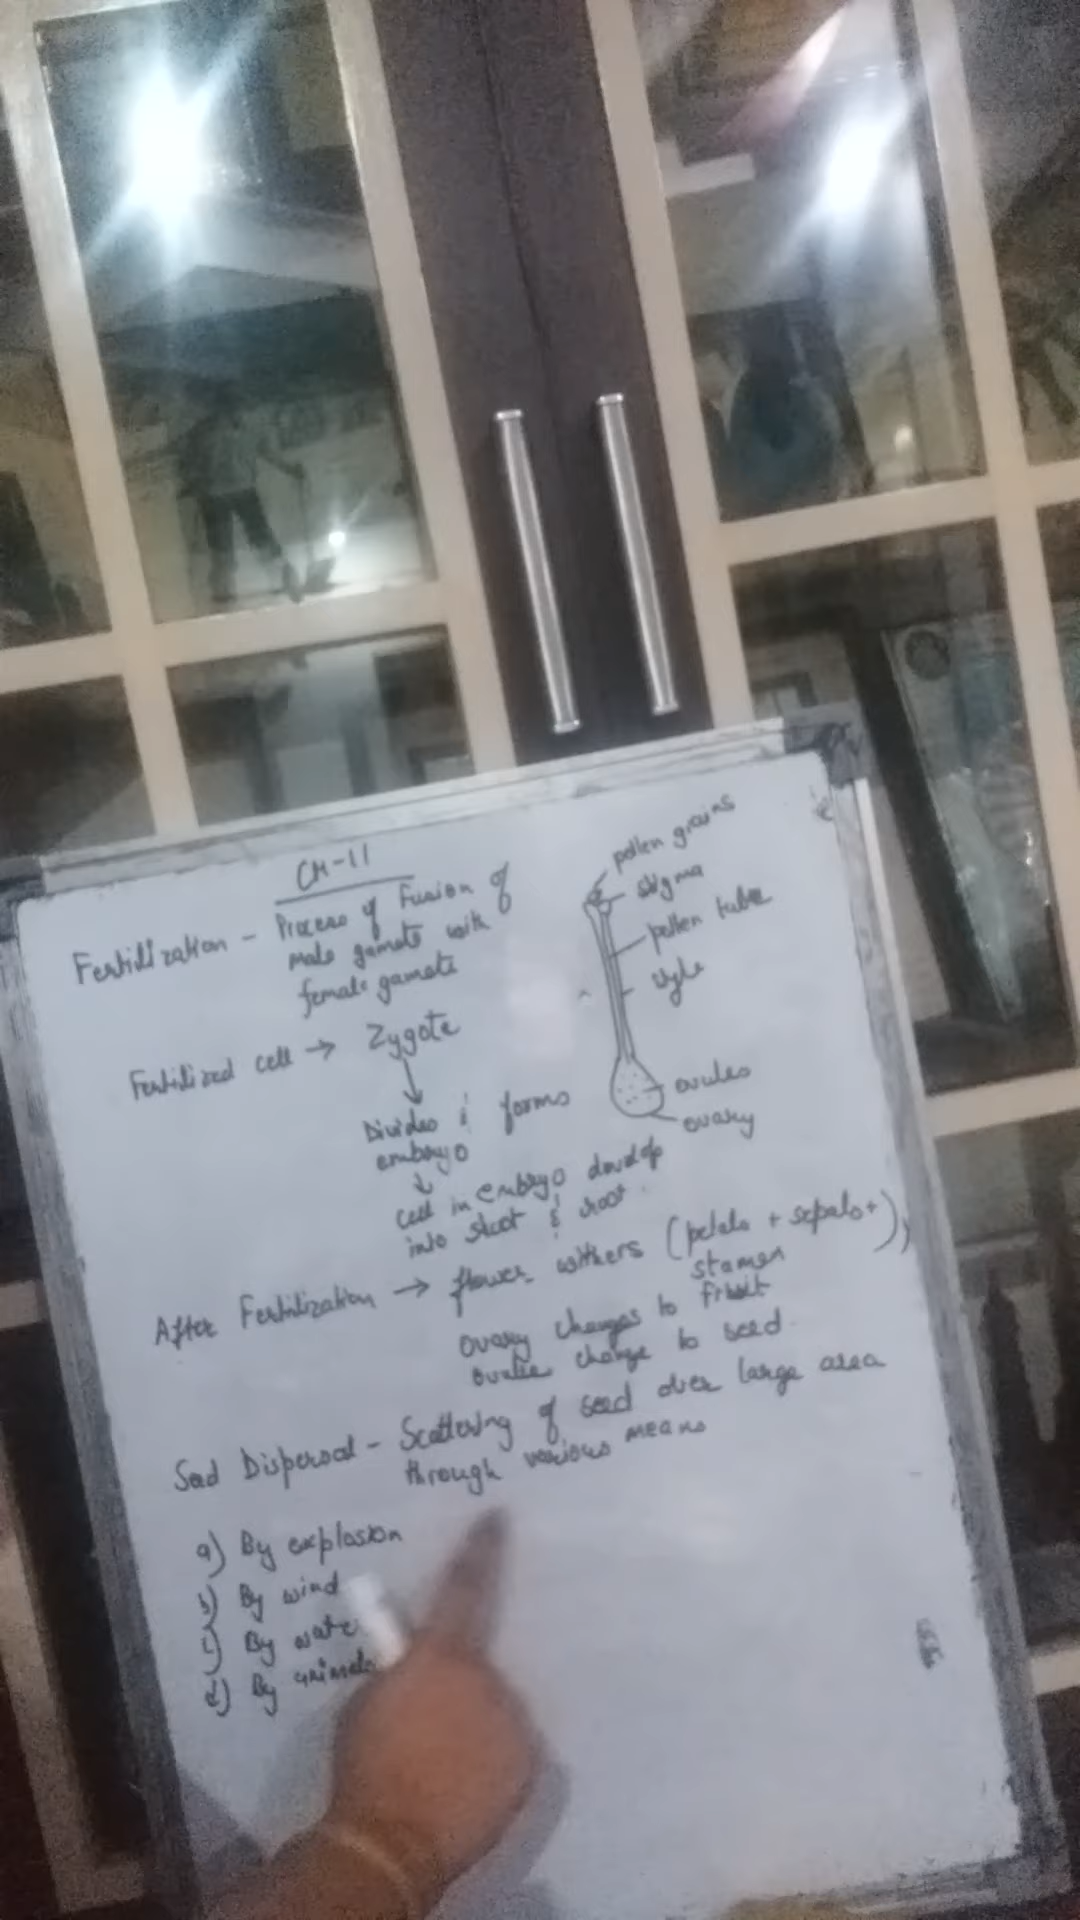 CH-11
Fertilization - Process of Fusion of
male gamete with
female gamete
Fertilized cell → Zygote
↓
Divides & forms
embryo
↓
cell in embryo develop
into shoot & root.
pollen grains
stigma
pollen tube
style
ovules
ovary
After Fertilization → flower withers (petals + sepals +
stamen),
ovary changes to fruit
ovules change to seed.
Seed Dispersal - Scattering of seed over large area
through various means
a) By explosion
b) By wind
c) By water
d) By animals